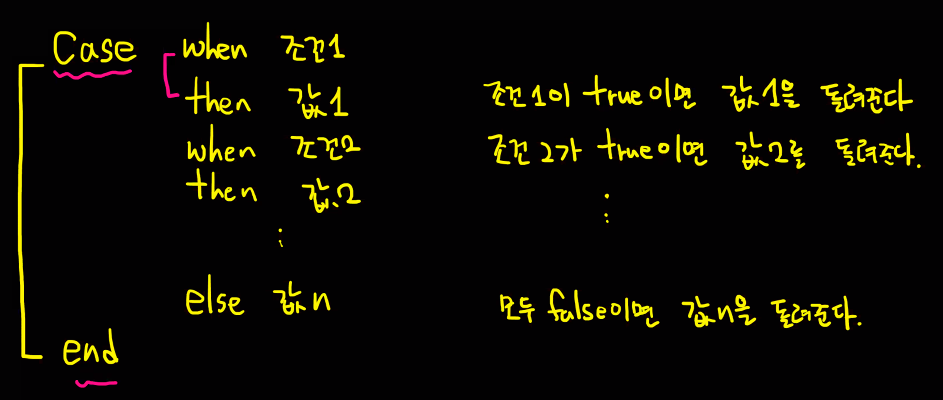 Case when 조건1
then 값1 조건1이 true이면 값1을 돌려준다
when 조건2 조건2가 true이면 값2를 돌려준다.
then 값2
⋮ ⋮
else 값n 모두 false이면 값n을 돌려준다.
end